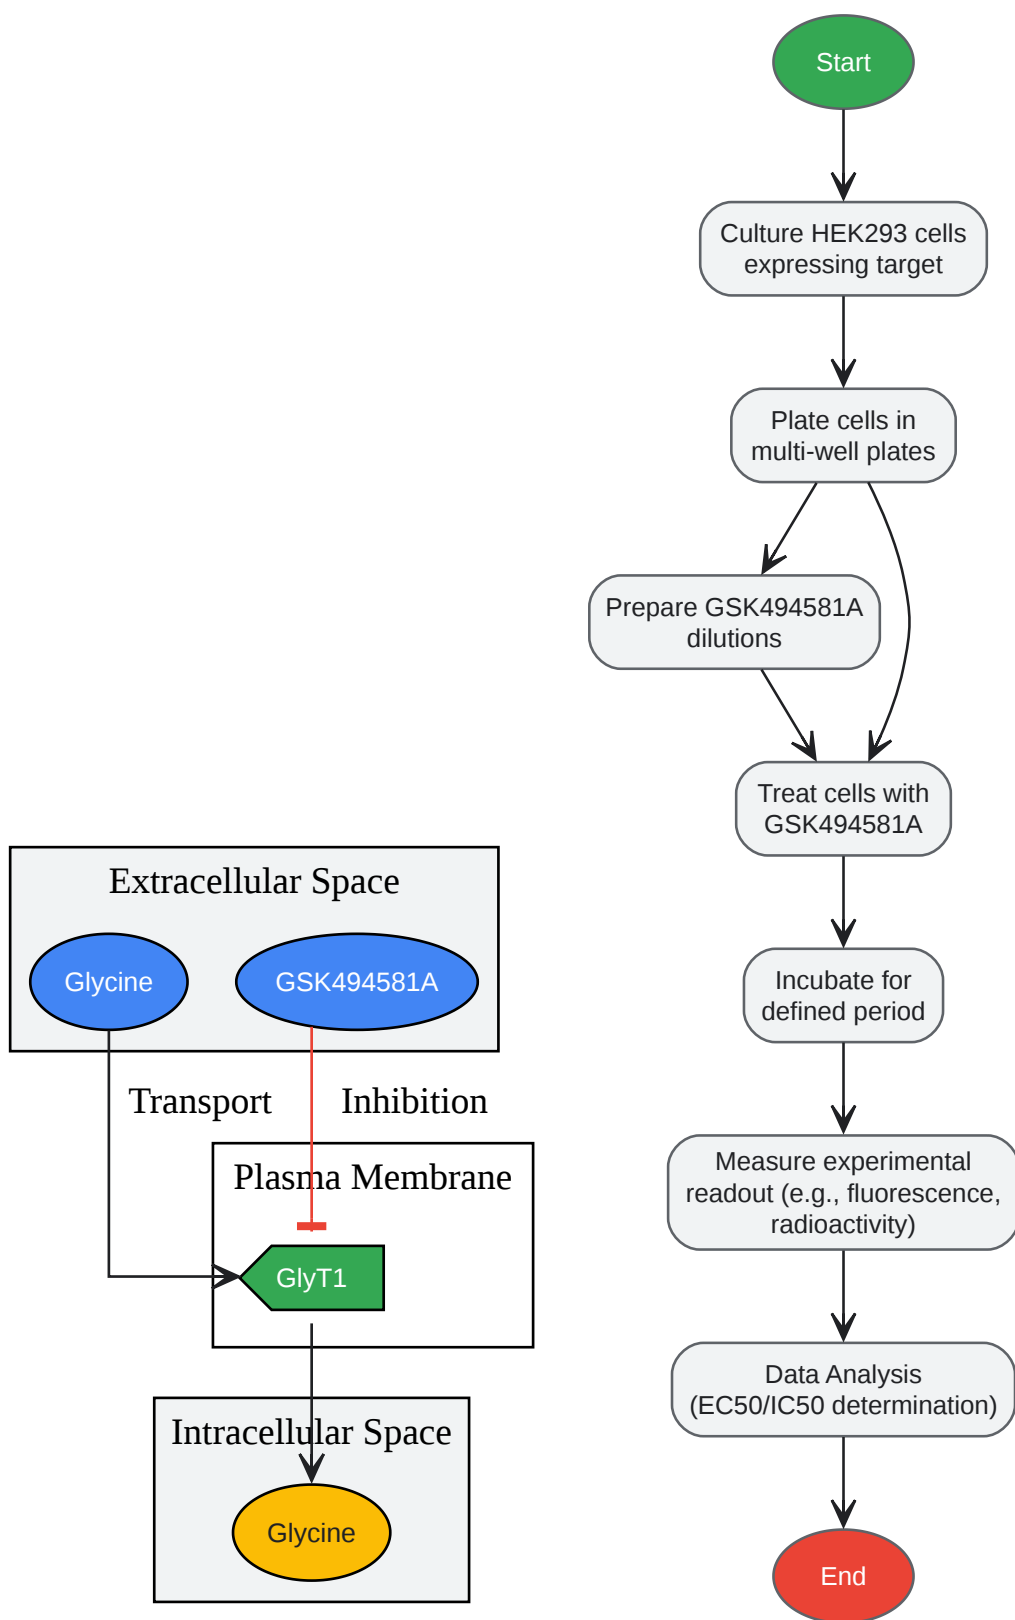 Start
Culture HEK293 cells
expressing target
Plate cells in
multi-well plates
Prepare GSK494581A
dilutions
Treat cells with
GSK494581A
Incubate for
defined period
Measure experimental
readout (e.g., fluorescence,
radioactivity)
Data Analysis
(EC50/IC50 determination)
End
Extracellular Space
Glycine
GSK494581A
Transport
Inhibition
Plasma Membrane
GlyT1
Intracellular Space
Glycine